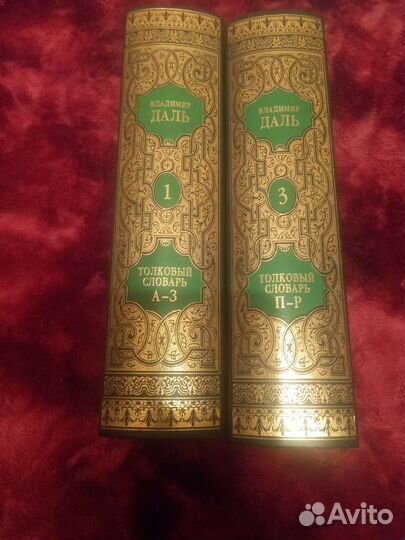 ВЛАДИМИР
ДАЛЬ
1
ТОЛКОВЫЙ
СЛОВАРЬ
А–З
ВЛАДИМИР
ДАЛЬ
3
ТОЛКОВЫЙ
СЛОВАРЬ
П–Р
Avito